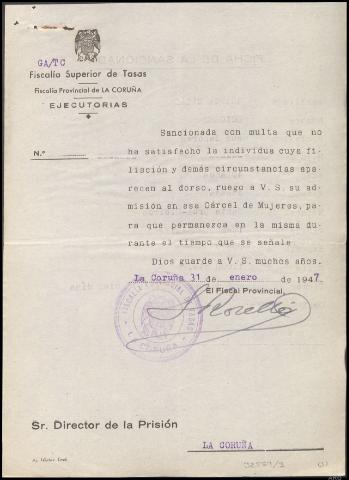 GA/TC
Fiscalía Superior de Tasas
Fiscalía Provincial de LA CORUÑA
EJECUTORIAS
Sancionada con multa que no
Nº
ha satisfecho la individua cuya fi-
liación y demás circunstancias apa-
recen al dorso, ruego a V. S. su ad-
misión en esa Cárcel de Mujeres, pa-
ra que permanezca en la misma du-
rante el tiempo que se señale
Dios guarde a V. S. muchos años.
La Coruña 31 de enero de 1947
El Fiscal Provincial,
CORUÑA
Sr. Director de la Prisión
LA CORUÑA